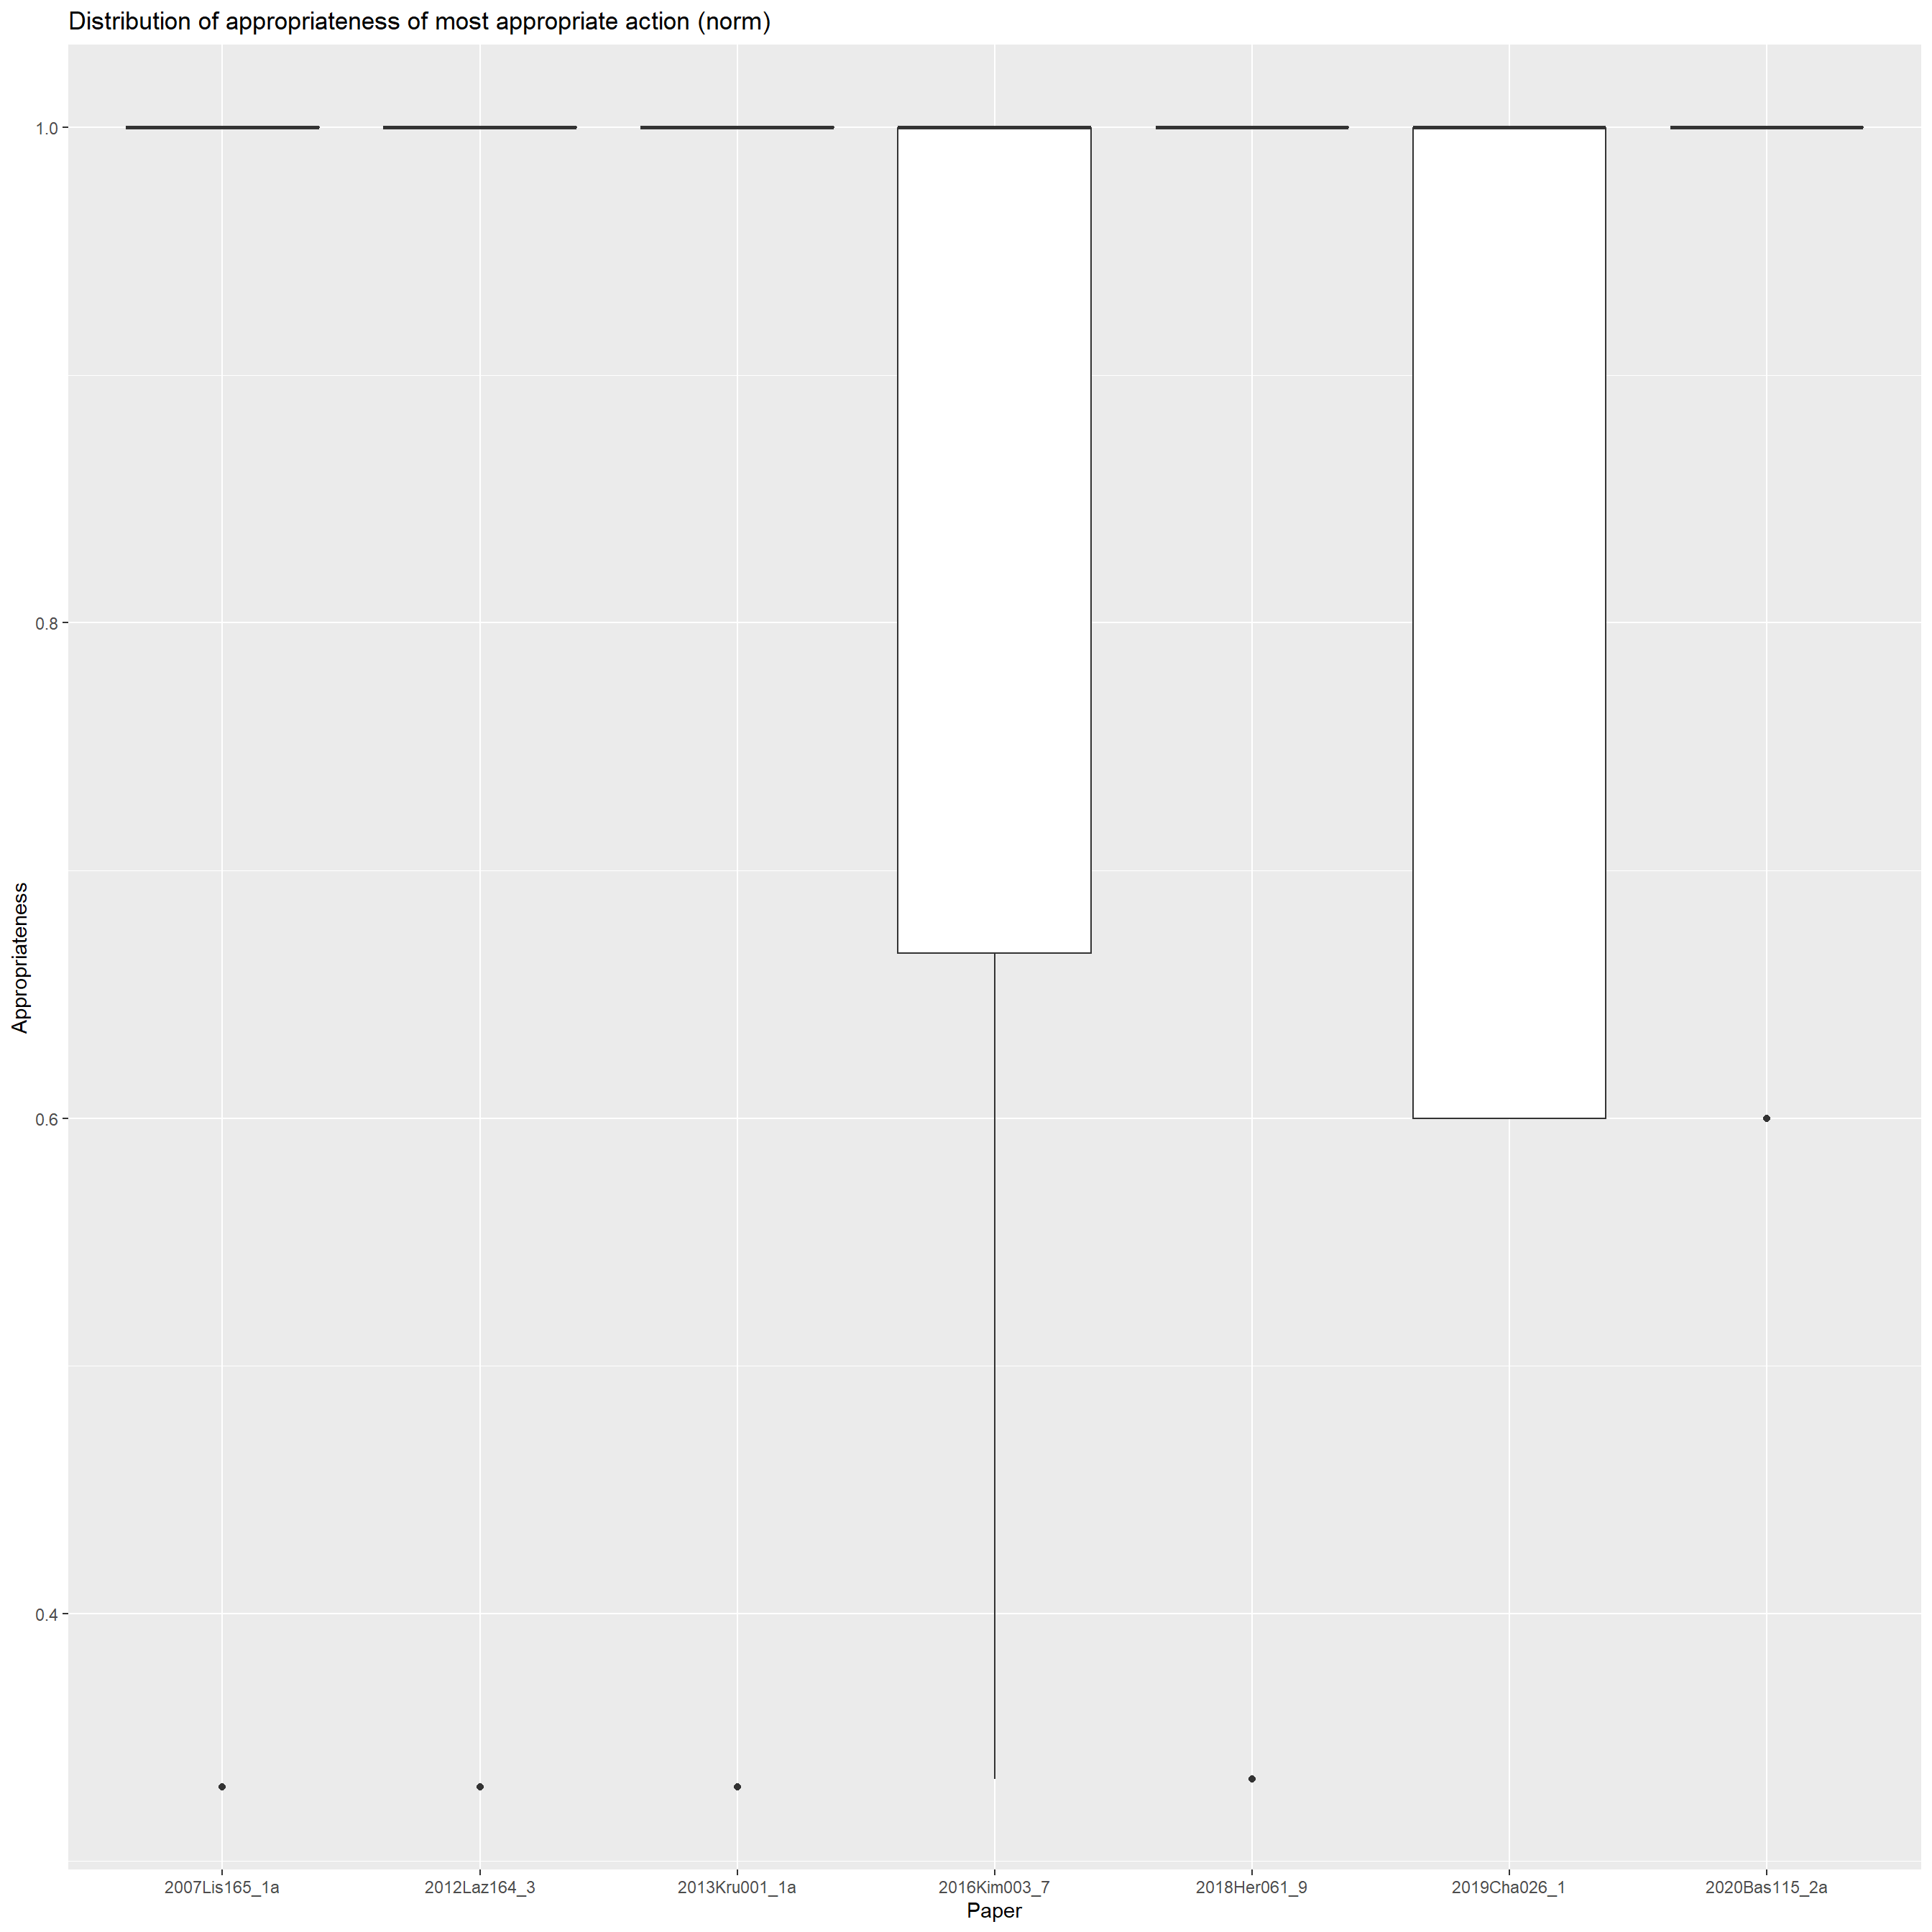 Distribution of appropriateness of most appropriate action (norm)
1.0
0.8
0.6
0.4
Appropriateness
2007Lis165_1a
2012Laz164_3
2013Kru001_1a
2016Kim003_7
2018Her061_9
2019Cha026_1
2020Bas115_2a
Paper